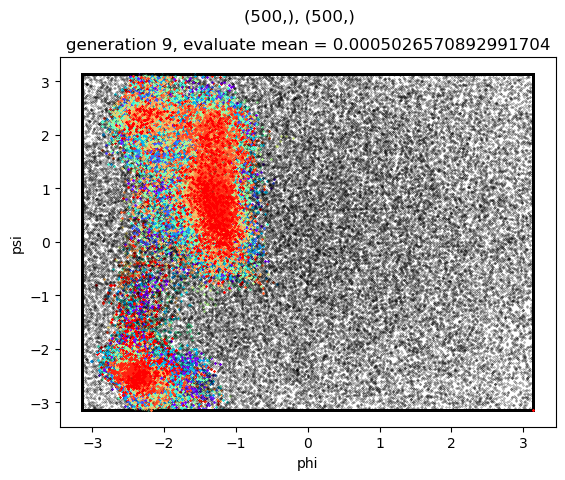 (500,), (500,)
generation 9, evaluate mean = 0.0005026570892991704
3
2
1
0
−1
−2
−3
psi
−3 −2 −1 0 1 2 3
phi